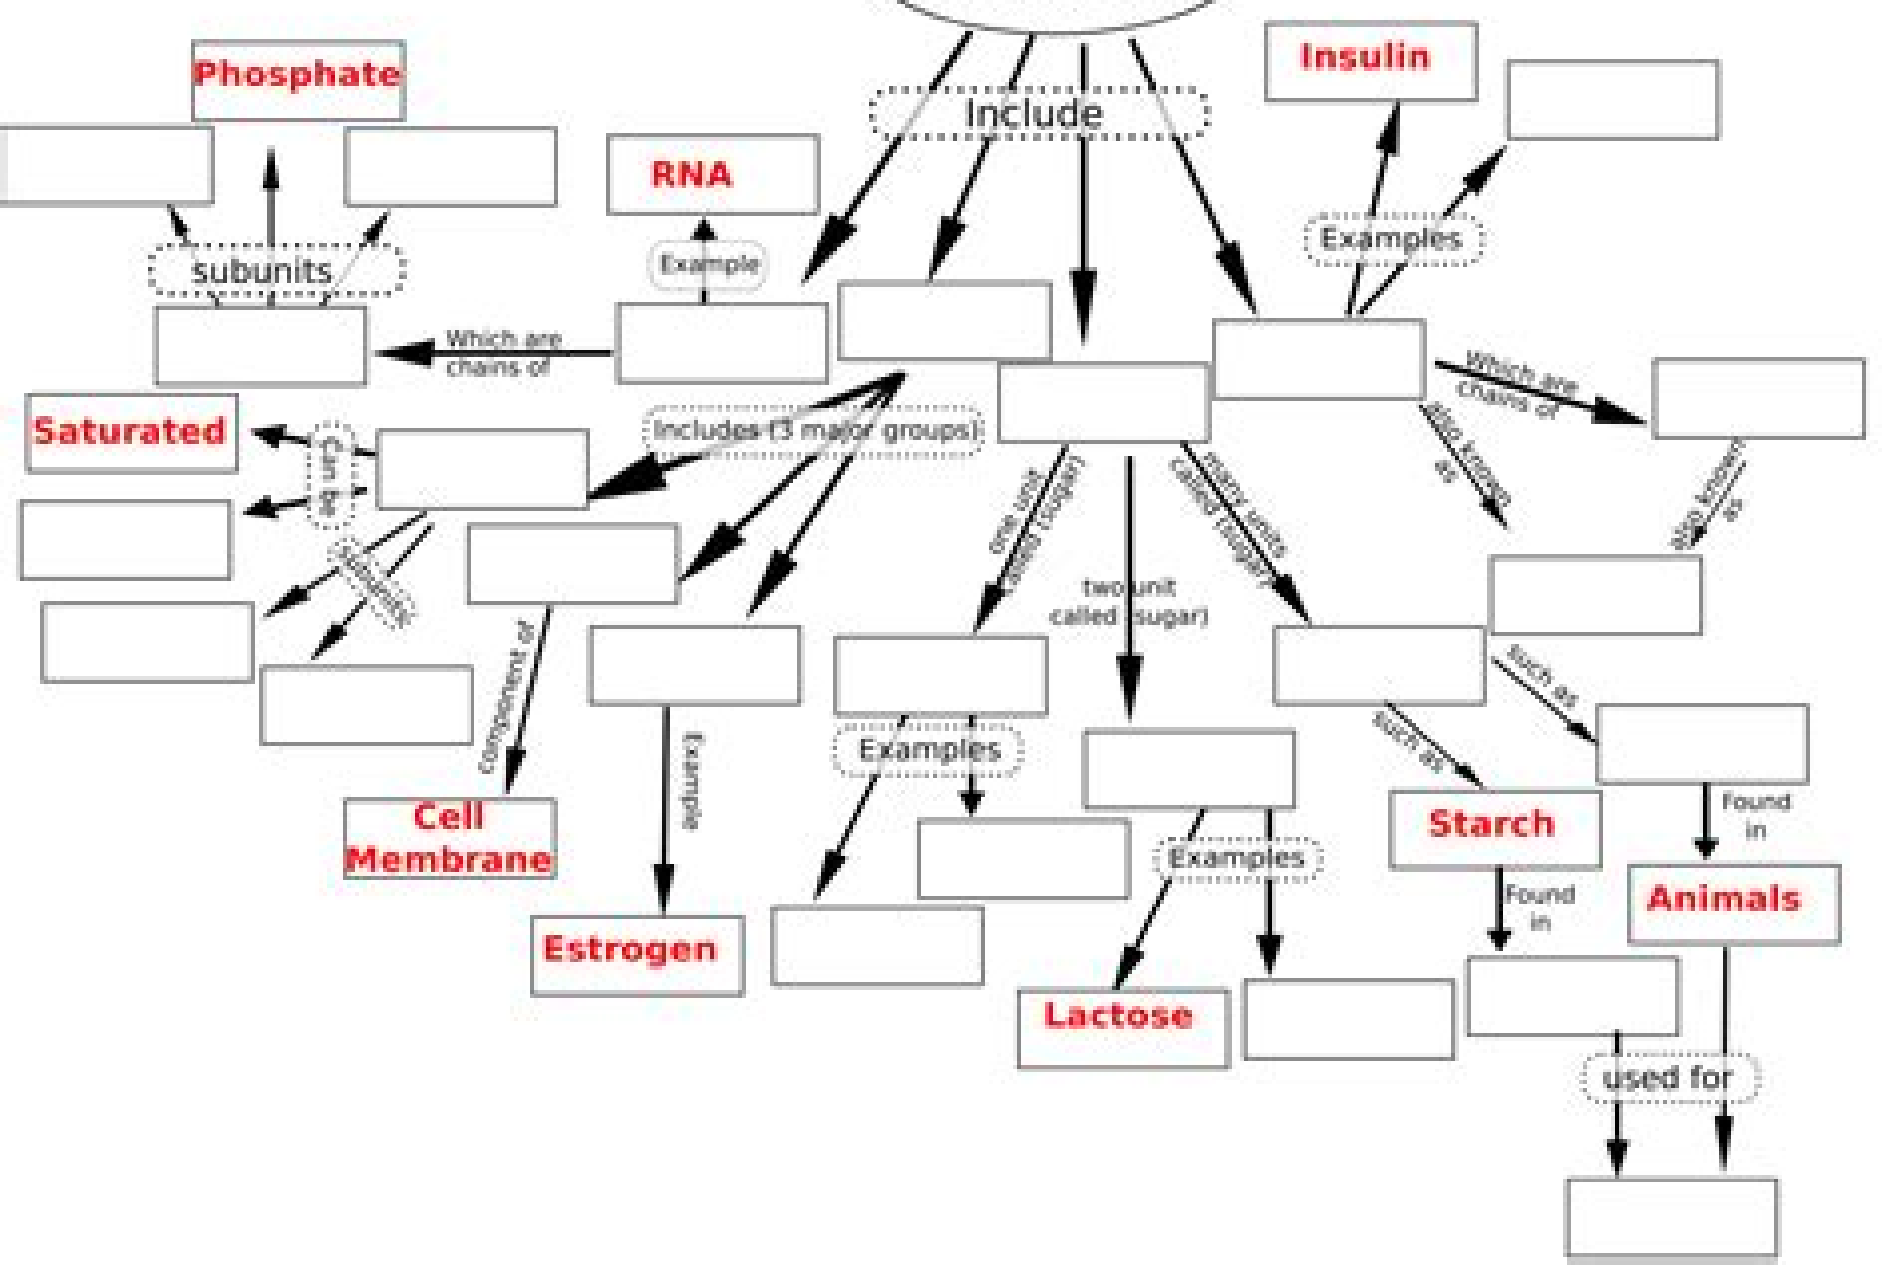 Phosphate
Insulin
Include
RNA
Examples
subunits
Example
Which are
chains of
Which are
chains of
Saturated
Can be
Includes (3 major groups)
also known
as
also known
as
one unit
called (sugar)
many units
called (sugar)
subunits
two unit
called (sugar)
component of
such as
such as
Example
Examples
Cell
Membrane
Starch
Found
in
Examples
Found
in
Animals
Estrogen
Lactose
used for